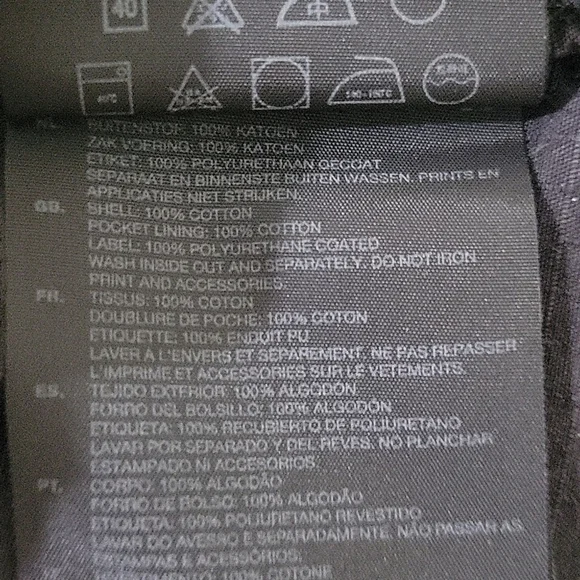 40
40°C
NL. BUITENSTOF: 100% KATOEN
ZAK VOERING: 100% KATOEN
ETIKET: 100% POLYURETHAAN GECOAT
SEPARAAT EN BINNENSTE BUITEN WASSEN. PRINTS EN
APPLICATIES NIET STRIJKEN.
GB. SHELL: 100% COTTON
POCKET LINING: 100% COTTON
LABEL: 100% POLYURETHANE COATED
WASH INSIDE OUT AND SEPARATELY. DO NOT IRON
PRINT AND ACCESSORIES.
FR. TISSUS: 100% COTON
DOUBLURE DE POCHE: 100% COTON
ETIQUETTE: 100% ENDUIT PU
LAVER A L'ENVERS ET SEPAREMENT. NE PAS REPASSER
L'IMPRIME ET ACCESSORIES SUR LE VETEMENTS.
ES. TEJIDO EXTERIOR: 100% ALGODÓN
FORRO DEL BOLSILLO: 100% ALGODÓN
ETIQUETA: 100% RECUBIERTO DE POLIURETANO
LAVAR POR SEPARADO Y DEL REVES. NO PLANCHAR
ESTAMPADO NI ACCESORIOS.
PT. CORPO: 100% ALGODÃO
FORRO DE BOLSO: 100% ALGODÃO
ETIQUETA: 100% POLIURETANO REVESTIDO
LAVAR DO AVESSO E SEPARADAMENTE. NÃO PASSAR AS
ESTAMPAS E ACESSÓRIOS.
100% COTONE